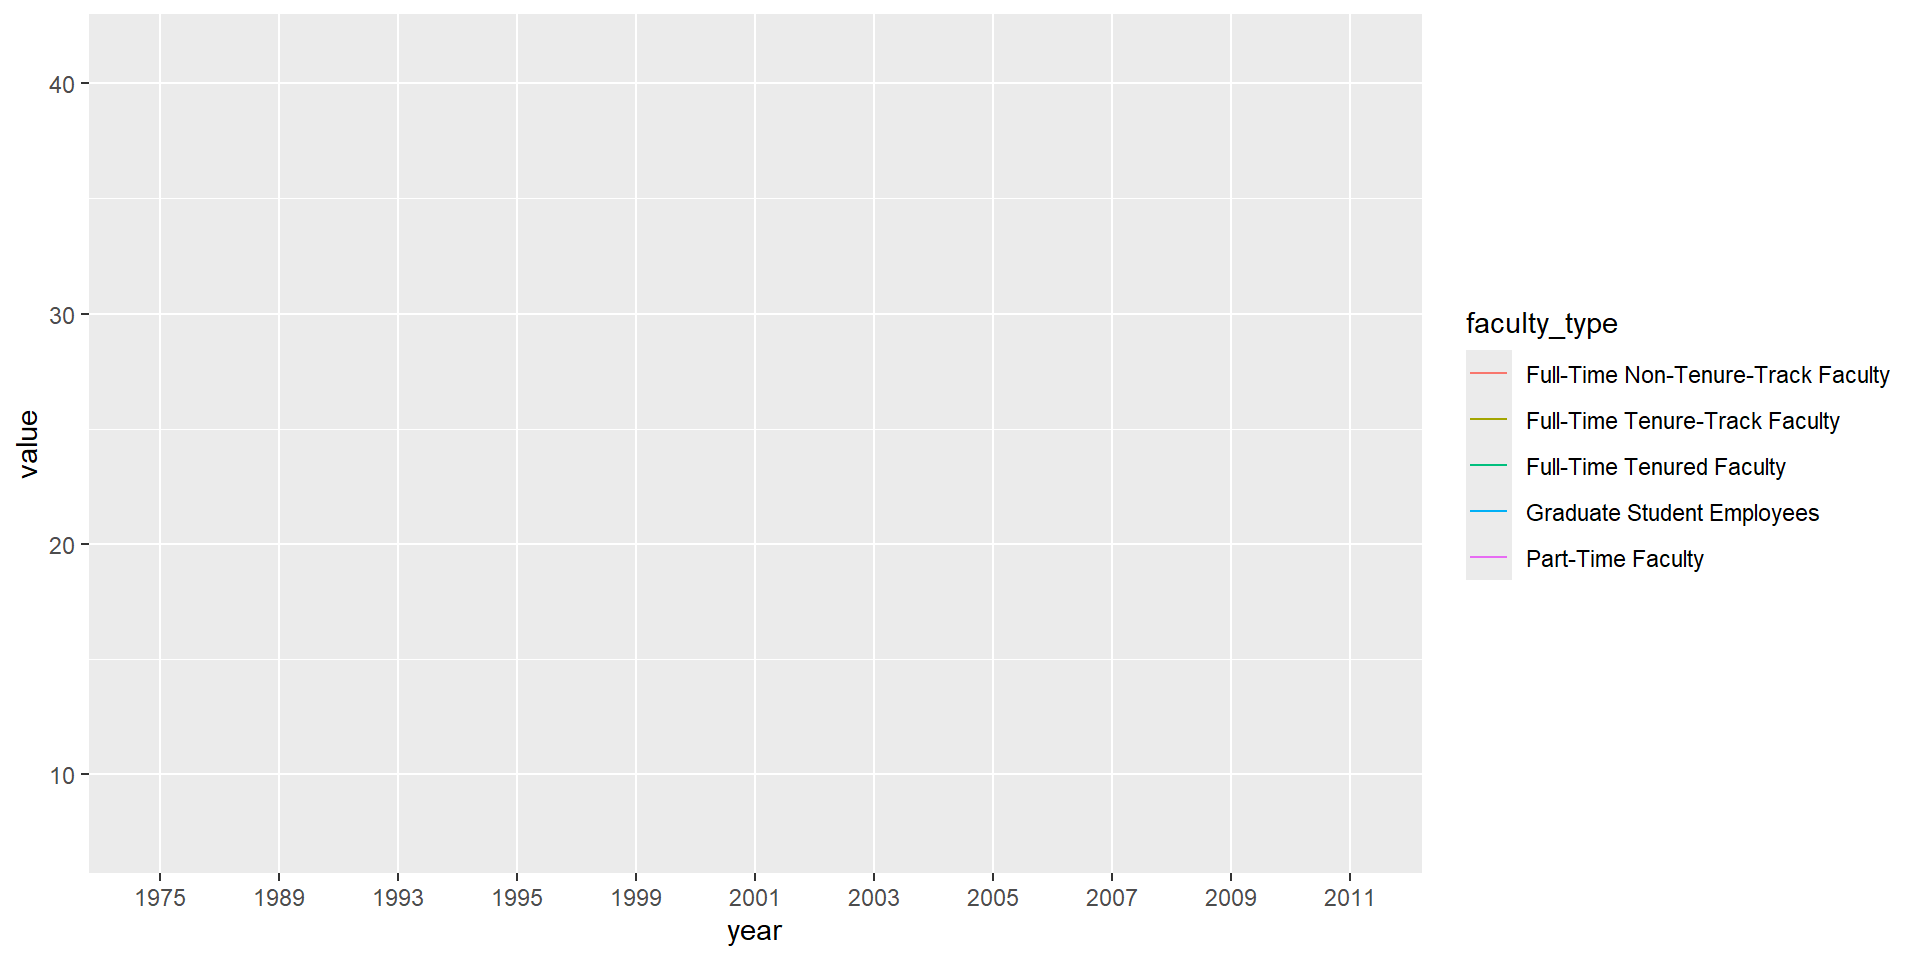 40
30
20
10
value
1975 1989 1993 1995 1999 2001 2003 2005 2007 2009 2011
year
faculty_type
Full-Time Non-Tenure-Track Faculty
Full-Time Tenure-Track Faculty
Full-Time Tenured Faculty
Graduate Student Employees
Part-Time Faculty